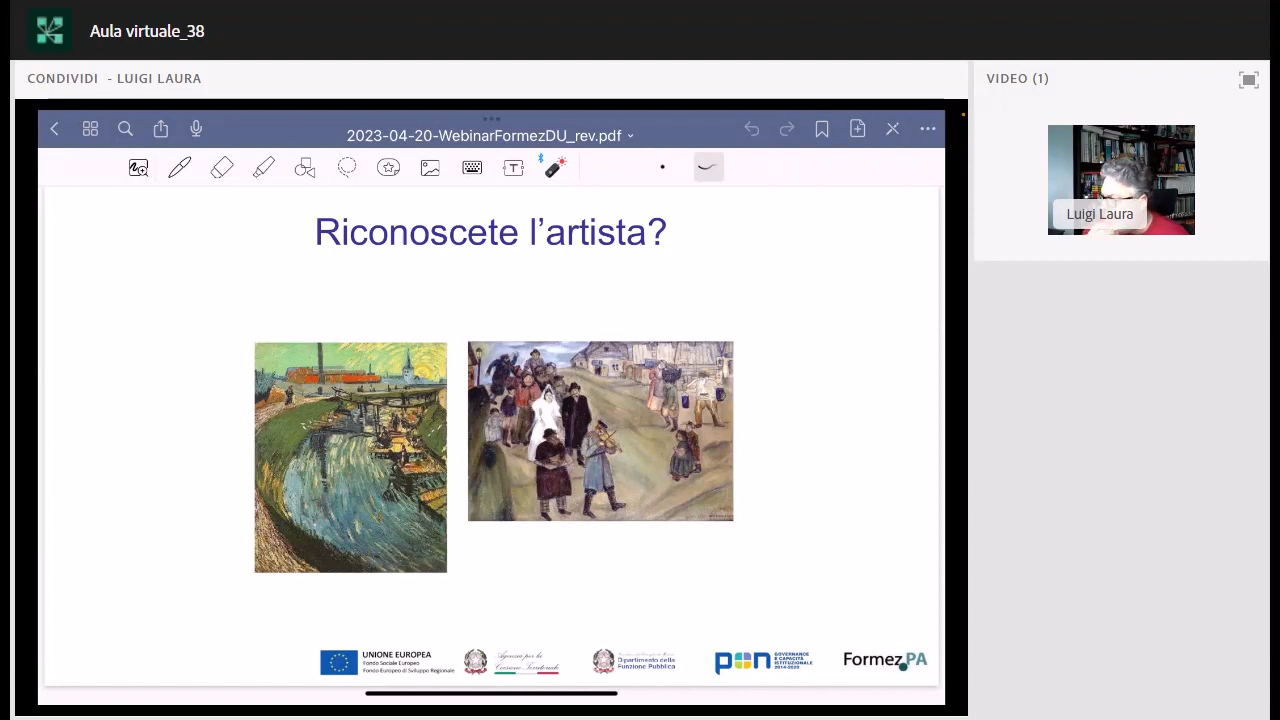 Aula virtuale_38
CONDIVIDI - LUIGI LAURA
VIDEO (1)
2023-04-20-WebinarFormezDU_rev.pdf
Luigi Laura
Riconoscete l'artista?
UNIONE EUROPEA
Fondo Sociale Europeo
Fondo Europeo di Sviluppo Regionale
Agenzia per la
Coesione Territoriale
Dipartimento della
Funzione Pubblica
pon GOVERNANCE
E CAPACITÀ
ISTITUZIONALE
2014-2020
Formez PA